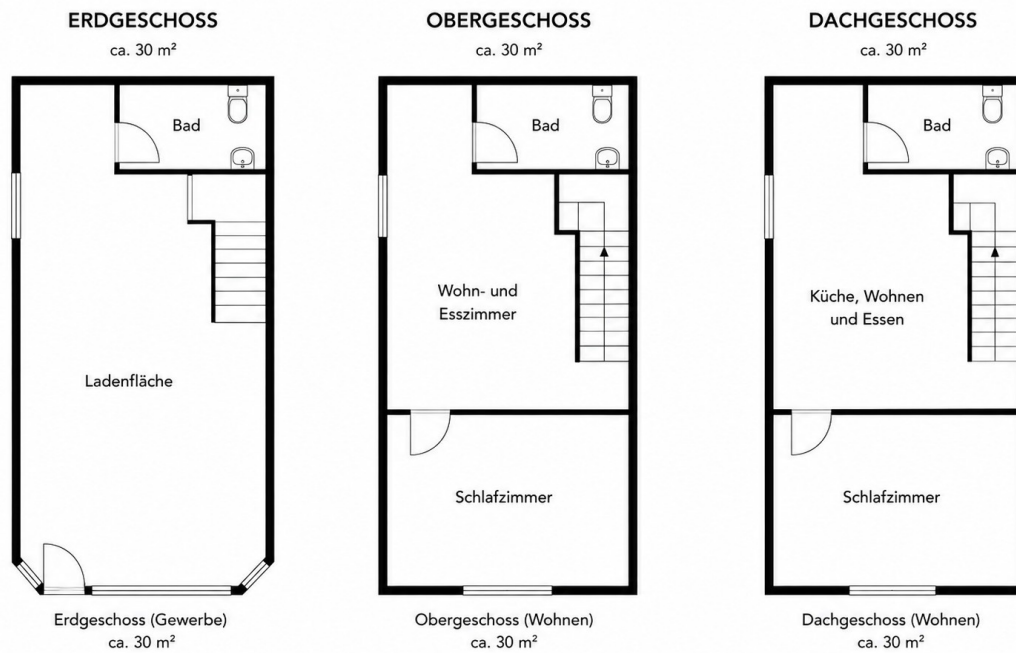 ERDGESCHOSS
ca. 30 m²
Bad
Ladenfläche
Erdgeschoss (Gewerbe)
ca. 30 m²
OBERGESCHOSS
ca. 30 m²
Bad
Wohn- und
Esszimmer
Schlafzimmer
Obergeschoss (Wohnen)
ca. 30 m²
DACHGESCHOSS
ca. 30 m²
Bad
Küche, Wohnen
und Essen
Schlafzimmer
Dachgeschoss (Wohnen)
ca. 30 m²